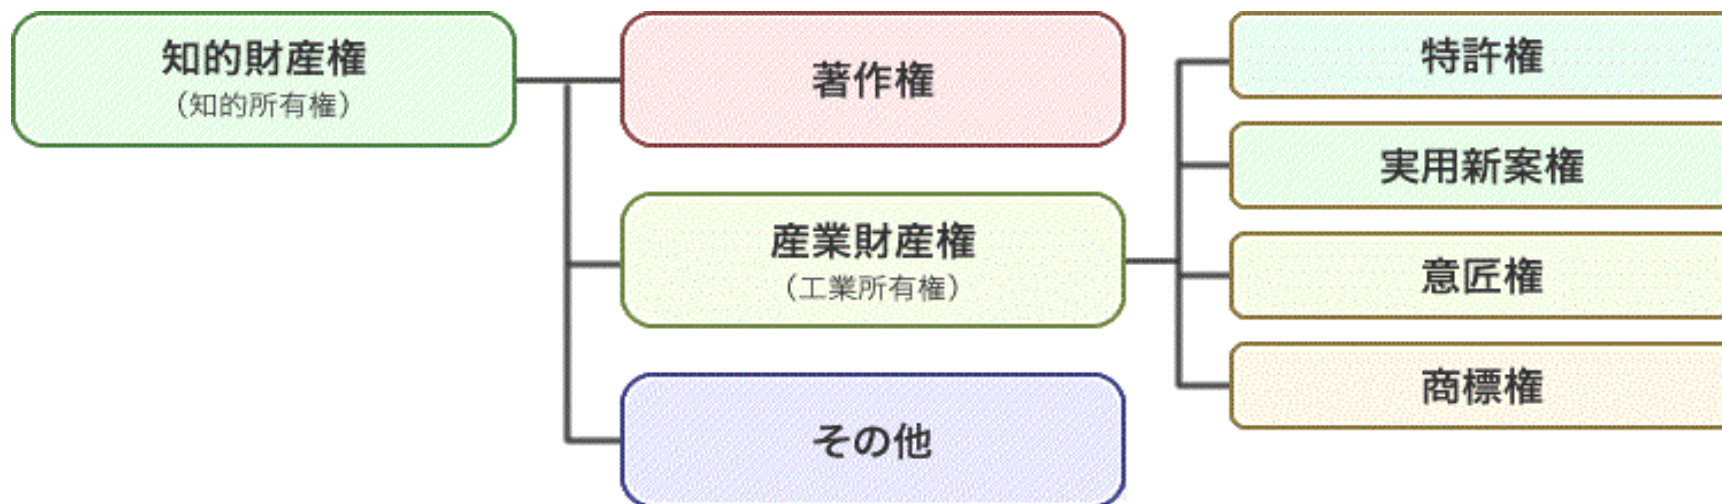 知的財産権
（知的所有権）
著作権
産業財産権
（工業所有権）
その他
特許権
実用新案権
意匠権
商標権